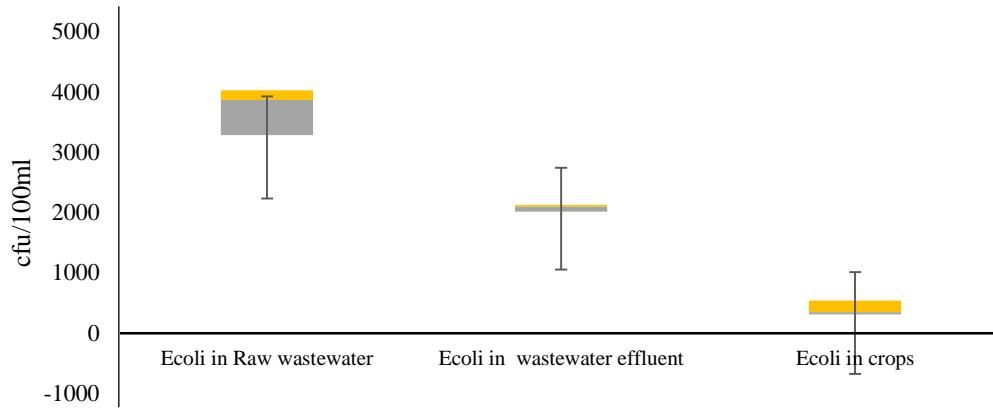 5000
4000
3000
2000
1000
0
-1000
cfu/100ml
Ecoli in Raw wastewater
Ecoli in  wastewater effluent
Ecoli in crops